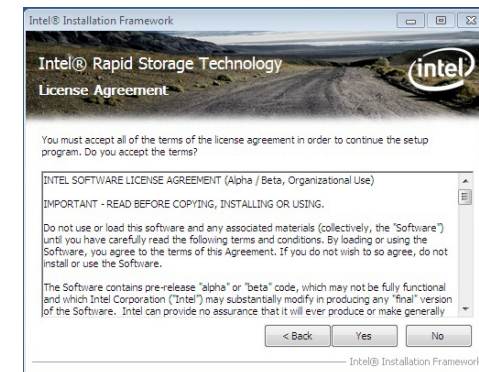 Intel® Installation Framework
Intel® Rapid Storage Technology
License Agreement
intel
You must accept all of the terms of the license agreement in order to continue the setup
program. Do you accept the terms?
INTEL SOFTWARE LICENSE AGREEMENT (Alpha / Beta, Organizational Use)
IMPORTANT - READ BEFORE COPYING, INSTALLING OR USING.
Do not use or load this software and any associated materials (collectively, the "Software")
until you have carefully read the following terms and conditions. By loading or using the
Software, you agree to the terms of this Agreement. If you do not wish to so agree, do not
install or use the Software.
The Software contains pre-release "alpha" or "beta" code, which may not be fully functional
and which Intel Corporation ("Intel") may substantially modify in producing any "final" version
of the Software. Intel can provide no assurance that it will ever produce or make generally
< Back
Yes
No
Intel® Installation Framework